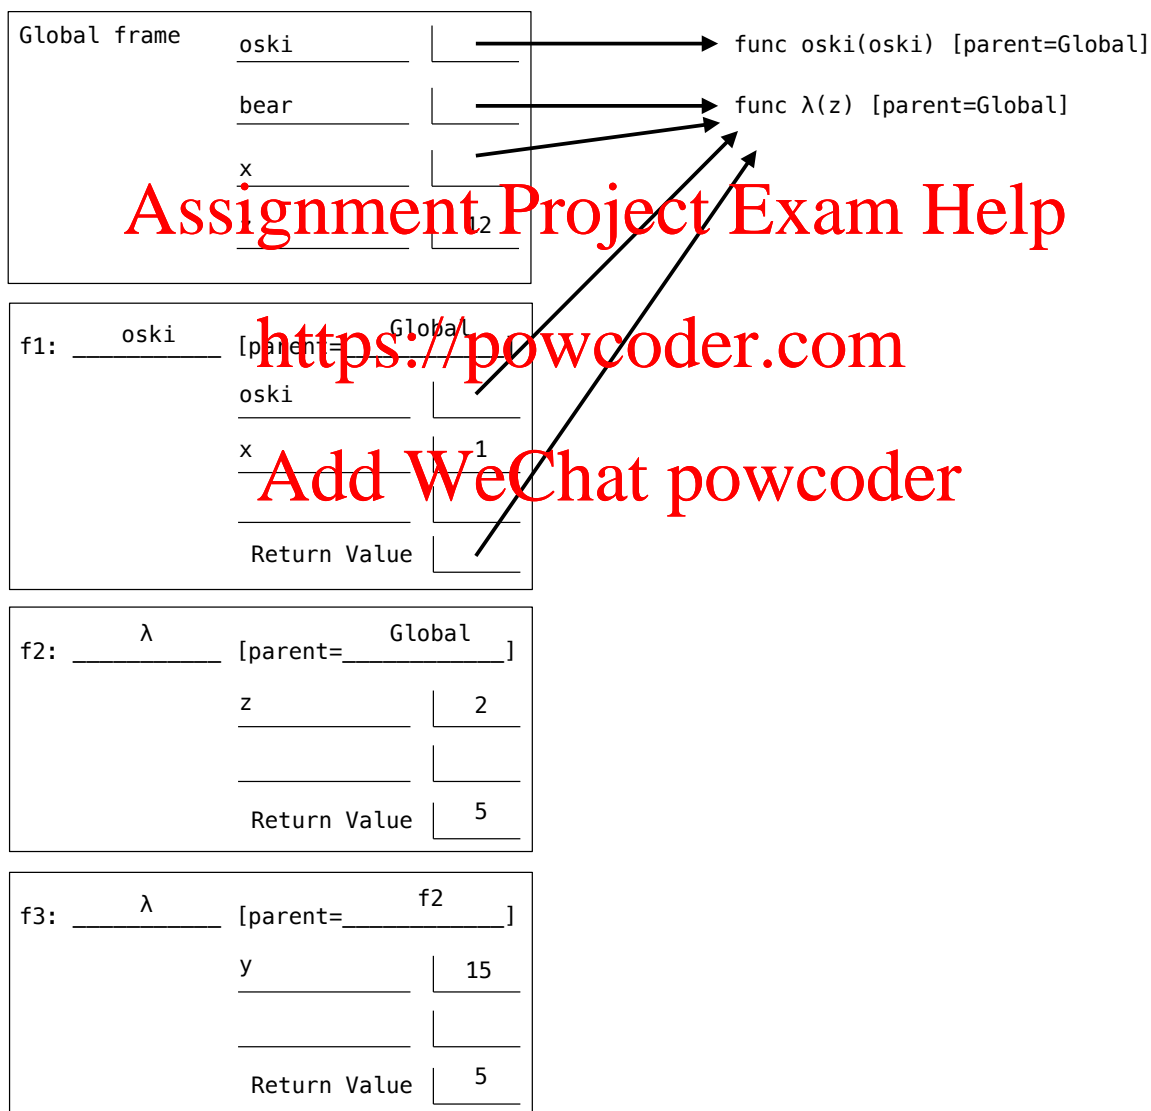 Global frame
oski
func oski(oski) [parent=Global]
bear
func λ(z) [parent=Global]
x
Assignment Project Exam Help
12
f1: oski [parent=Global]
https://powcoder.com
oski
x 1
Add WeChat powcoder
Return Value
f2: λ [parent=Global]
z 2
Return Value 5
f3: λ [parent=f2]
y 15
Return Value 5